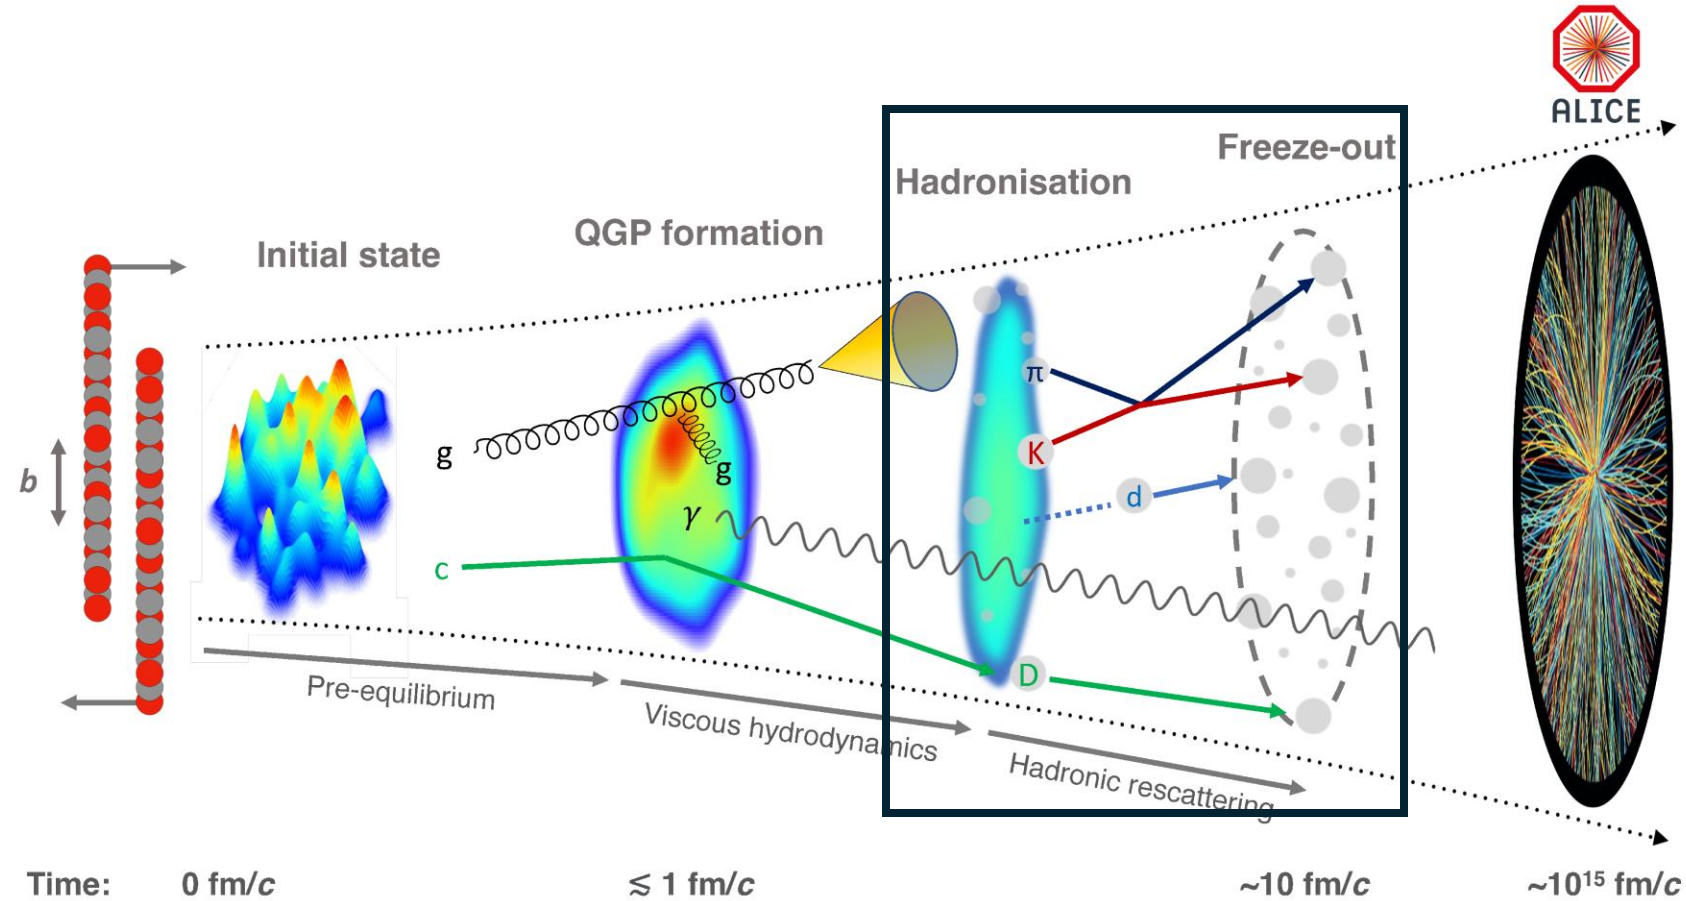 ALICE
Freeze-out
Hadronisation
QGP formation
Initial state
π
g
K
b
g
d
γ
c
D
Pre-equilibrium
Viscous hydrodynamics
Hadronic rescattering
Time: 0 fm/c ≲ 1 fm/c ~10 fm/c ~10¹⁵ fm/c